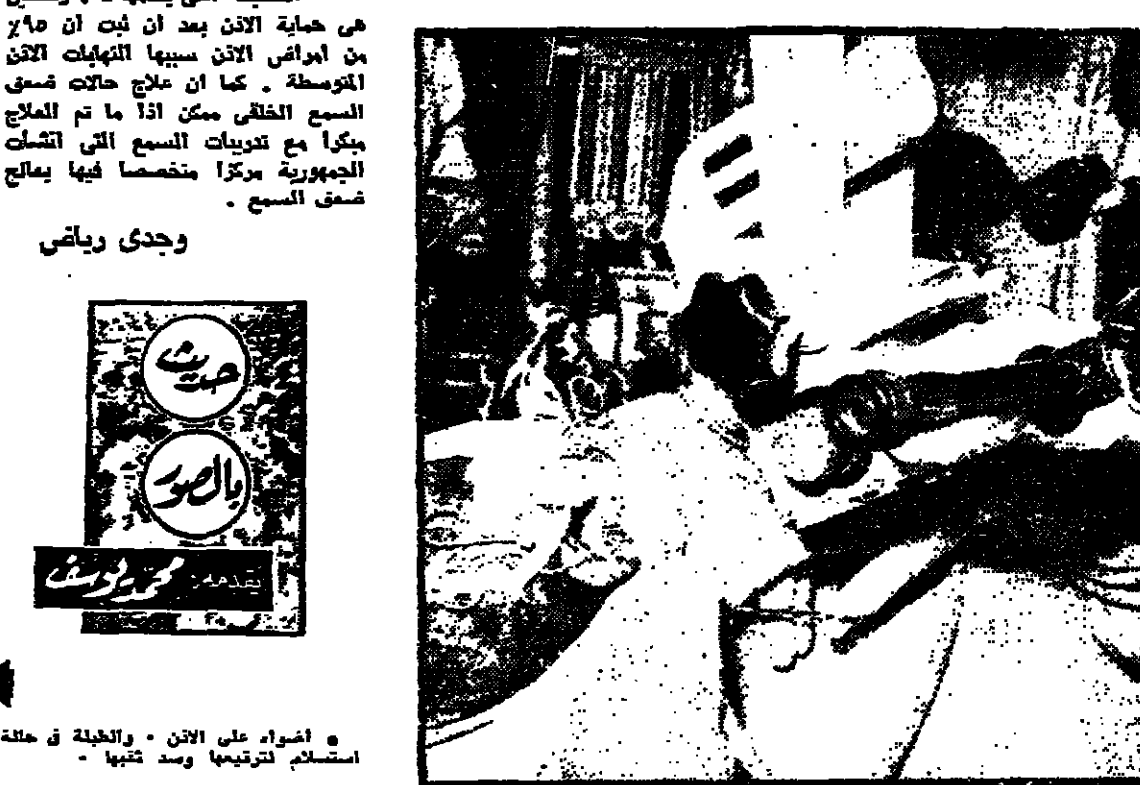 هى حماية الاذن بعد ان ثبت ان ٩٥٪
من امراض الاذن سببها التهابات الاذن
المتوسطة . كما ان علاج حالات ضعف
السمع الخلقى ممكن اذا ما تم العلاج
مبكرا مع تدريبات السمع التى انشات
الجمهورية مركزا متخصصا فيها يعالج
ضعف السمع .
وجدى رياض
حديث
بالصور
يقدمه : محمد يوسف
● أضواء على الاذن - والطبلة فى حالة
استسلام لترقيعها وسد ثقبها -